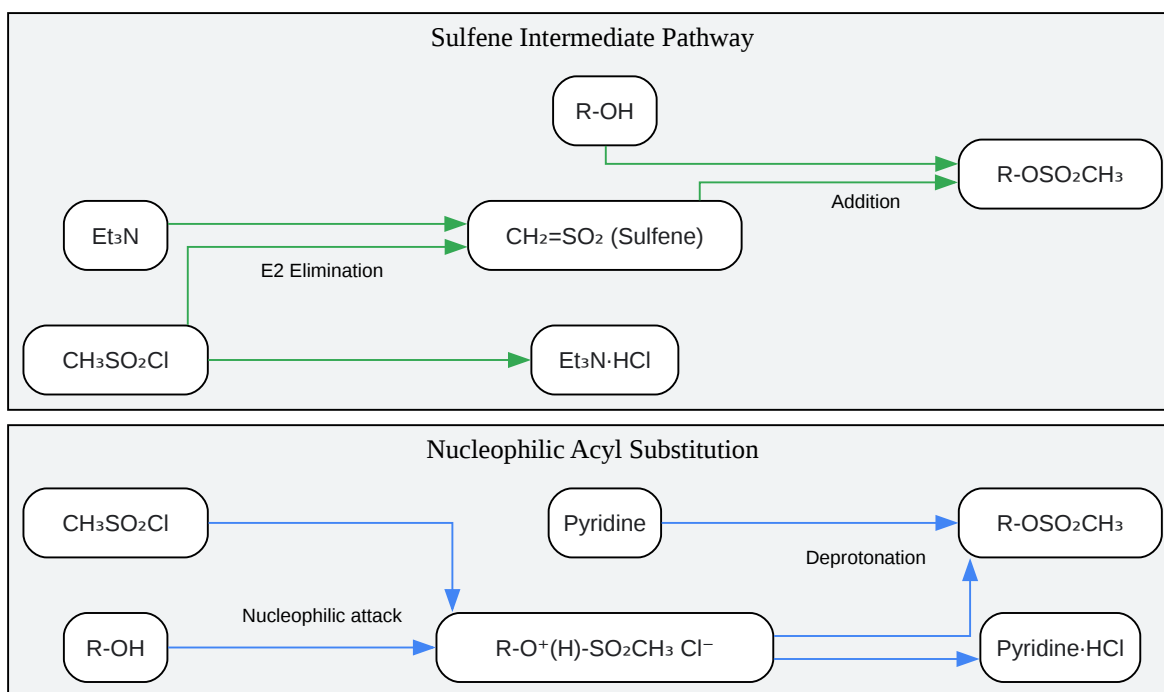 Sulfene Intermediate Pathway
R-OH
R-OSO₂CH₃
Addition
Et₃N
CH₂=SO₂ (Sulfene)
E2 Elimination
CH₃SO₂Cl
Et₃N·HCl
Nucleophilic Acyl Substitution
CH₃SO₂Cl
Pyridine
R-OSO₂CH₃
Deprotonation
Nucleophilic attack
R-OH
R-O⁺(H)-SO₂CH₃ Cl⁻
Pyridine·HCl